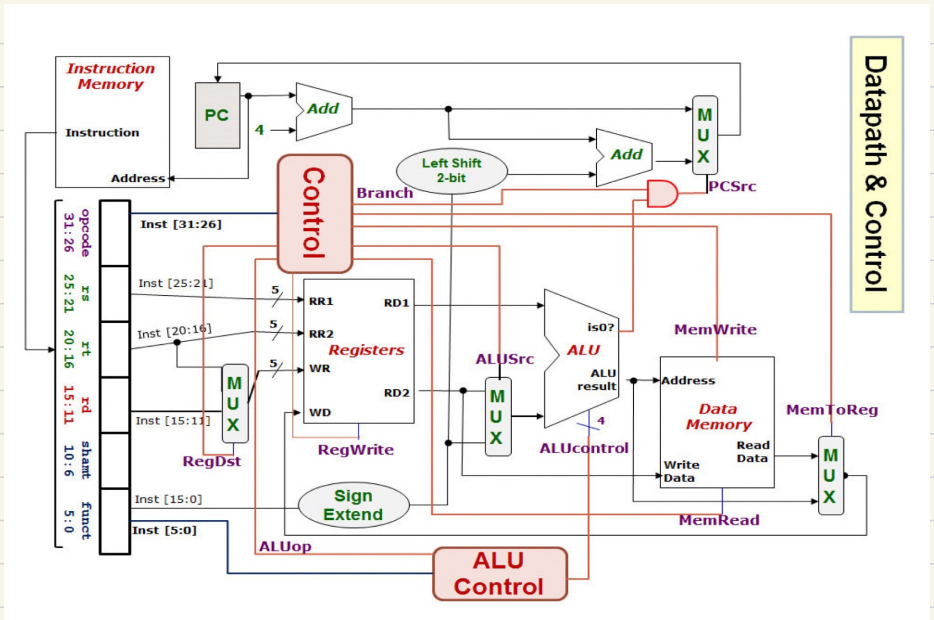 Datapath & Control
Instruction
Memory
Instruction
Address
PC
4
Add
Add
MUX
Left Shift
2-bit
PCSrc
Branch
Control
opcode
31:26
rs
25:21
rt
20:16
rd
15:11
shamt
10:6
funct
5:0
Inst [31:26]
Inst [25:21]
Inst [20:16]
Inst [15:11]
Inst [15:0]
Inst [5:0]
5
5
5
MUX
RegDst
RR1
RR2
WR
WD
Registers
RD1
RD2
RegWrite
Sign
Extend
ALUSrc
MUX
is0?
ALU
ALU
result
4
ALUcontrol
MemWrite
Address
Data
Memory
Read
Data
Write
Data
MemRead
MemToReg
MUX
ALUop
ALU
Control